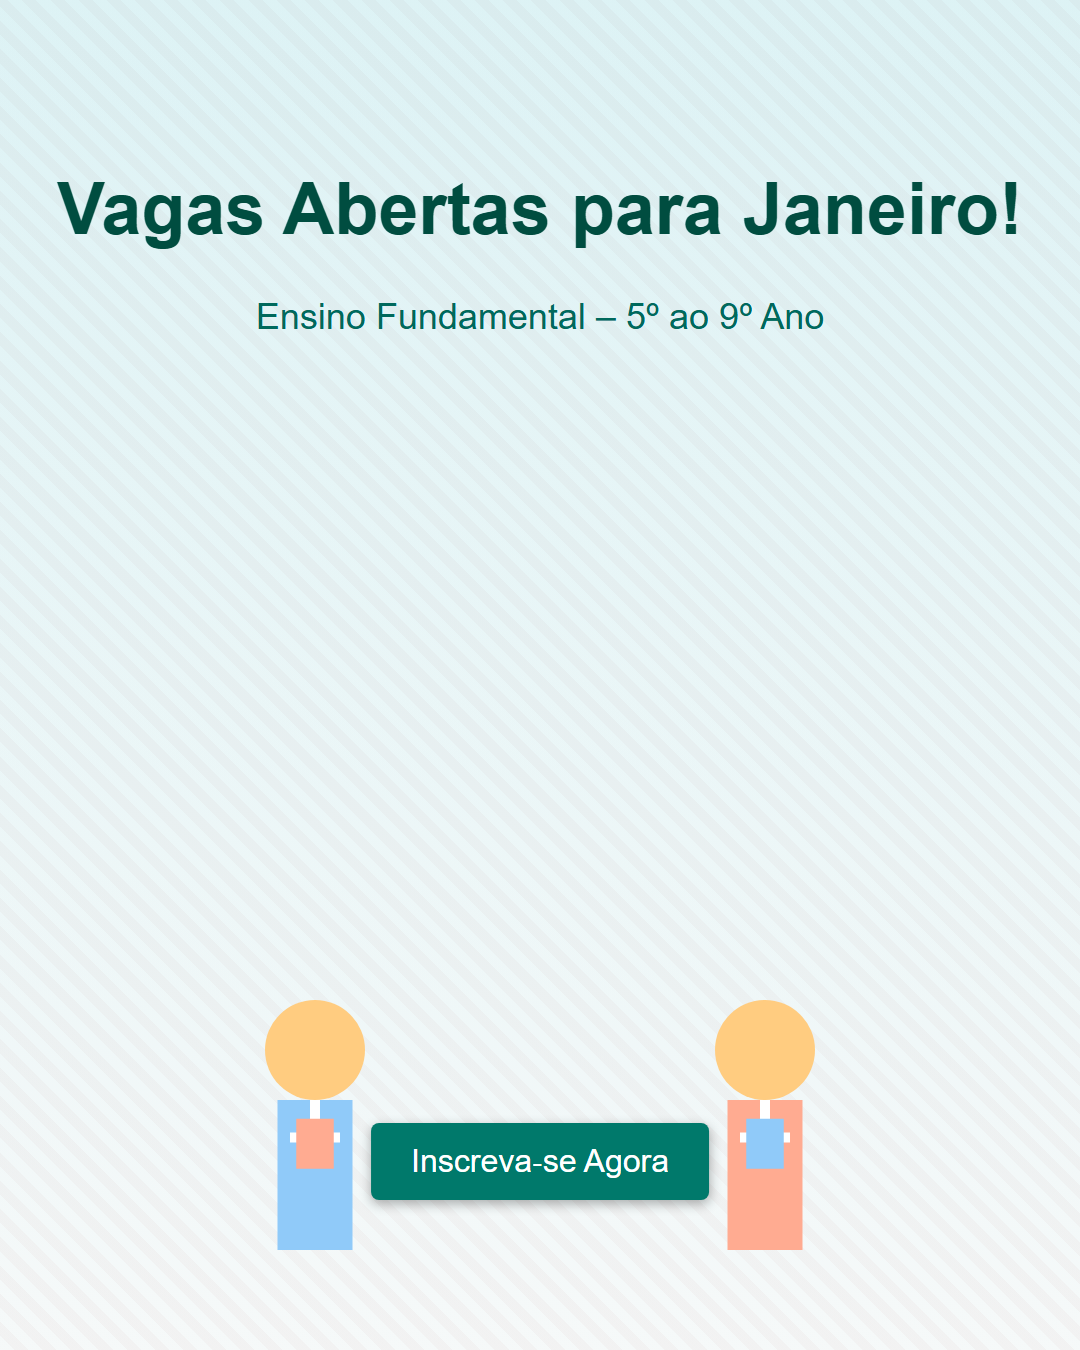 Vagas Abertas para Janeiro!
Ensino Fundamental – 5º ao 9º Ano
Inscreva-se Agora